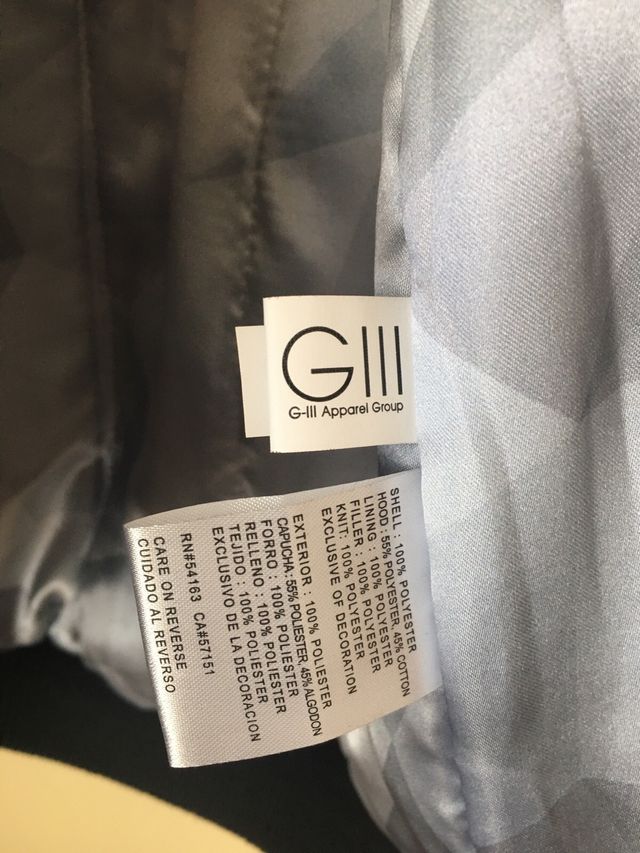 GIII
G-III Apparel Group
SHELL : 100% POLYESTER
HOOD : 55% POLYESTER, 45% COTTON
LINING : 100% POLYESTER
FILLER : 100% POLYESTER
KNIT: 100% POLYESTER
EXCLUSIVE OF DECORATION
EXTERIOR : 100% POLIESTER
CAPUCHA : 55% POLIESTER, 45% ALGODON
FORRO : 100% POLIESTER
RELLENO : 100% POLIESTER
TEJIDO : 100% POLIESTER
EXCLUSIVO DE LA DECORACION
RN#54163 CA#57151
CARE ON REVERSE
CUIDADO AL REVERSO